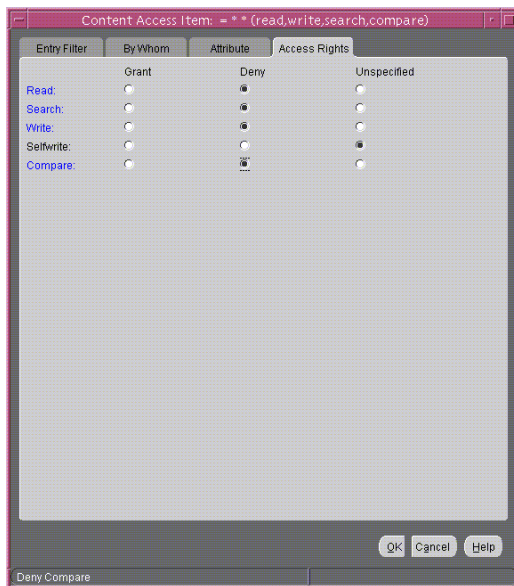 Content Access Item: = * * (read,write,search,compare)
Entry Filter By Whom Attribute Access Rights
Grant Deny Unspecified
Read:
Search:
Write:
Selfwrite:
Compare:
OK Cancel Help
Deny Compare